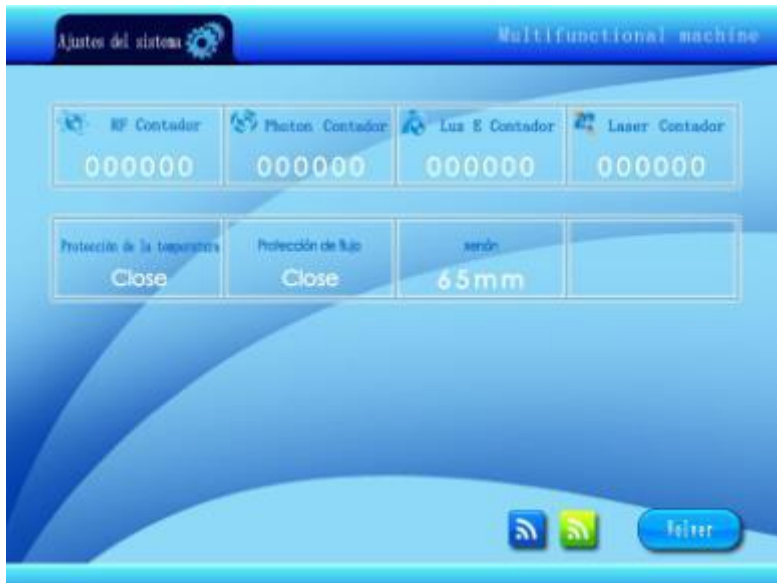 Ajustes del sistema
Multifunctional machine
RF Contador
Photon Contador
Luz E Contador
Laser Contador
000000
000000
000000
000000
Protección de la temperatura
Protección de flujo
xenón
Close
Close
65mm
Volver